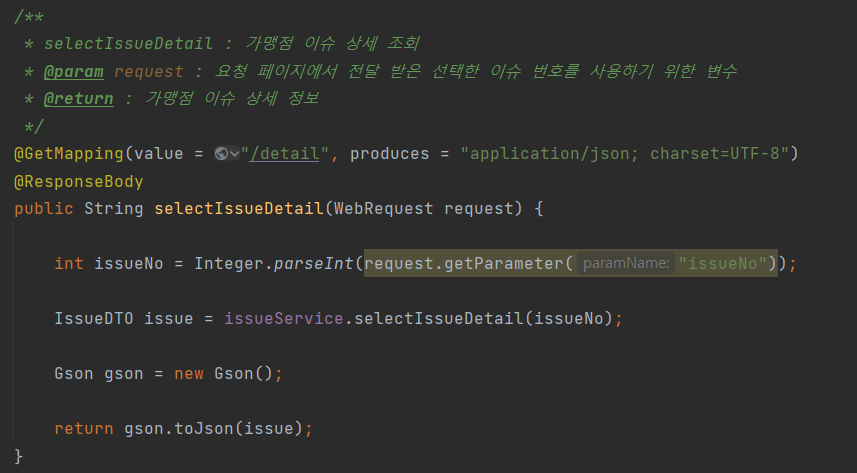 /**
* selectIssueDetail : 가맹점 이슈 상세 조회
* @param request : 요청 페이지에서 전달 받은 선택한 이슈 번호를 사용하기 위한 변수
* @return : 가맹점 이슈 상세 정보
*/
@GetMapping(value = "/detail", produces = "application/json; charset=UTF-8")
@ResponseBody
public String selectIssueDetail(WebRequest request) {
int issueNo = Integer.parseInt(request.getParameter( paramName: "issueNo"));
IssueDTO issue = issueService.selectIssueDetail(issueNo);
Gson gson = new Gson();
return gson.toJson(issue);
}